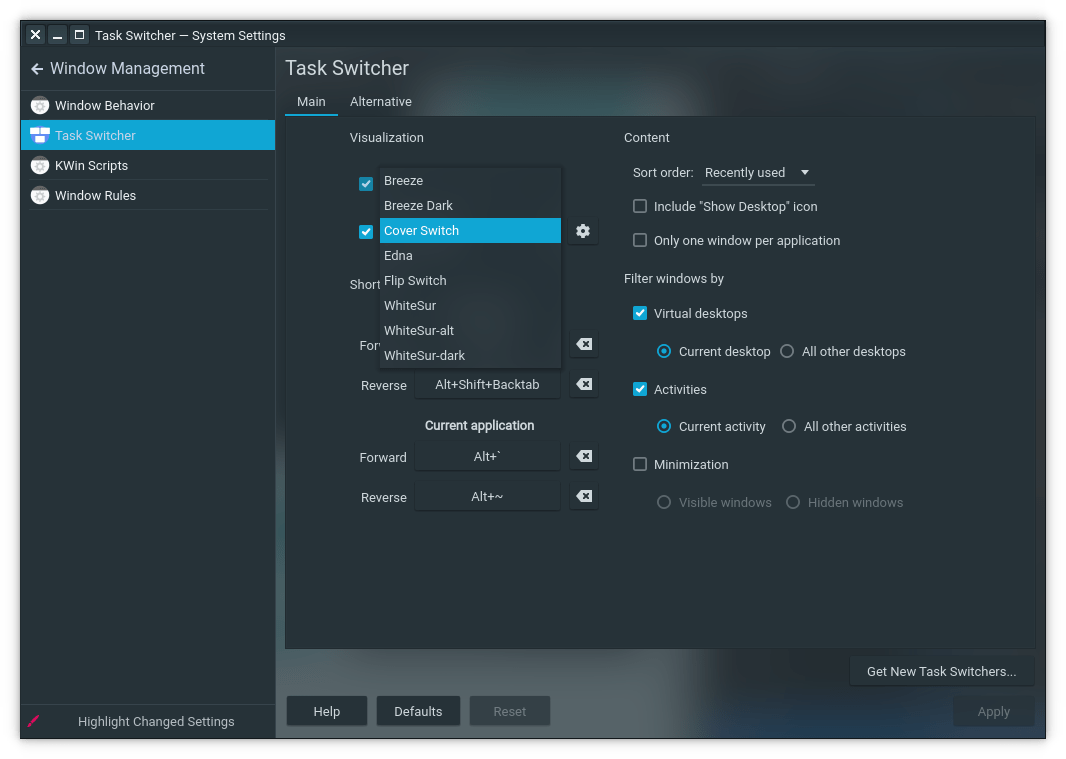 Task Switcher — System Settings
Window Management
Window Behavior
Task Switcher
KWin Scripts
Window Rules
Highlight Changed Settings
Task Switcher
Main Alternative
Visualization
Breeze
Breeze Dark
Cover Switch
Edna
Flip Switch
WhiteSur
WhiteSur-alt
WhiteSur-dark
Reverse Alt+Shift+Backtab
Current application
Forward Alt+`
Reverse Alt+~
Content
Sort order: Recently used
Include "Show Desktop" icon
Only one window per application
Filter windows by
Virtual desktops
Current desktop All other desktops
Activities
Current activity All other activities
Minimization
Visible windows Hidden windows
Get New Task Switchers...
Help Defaults Reset Apply